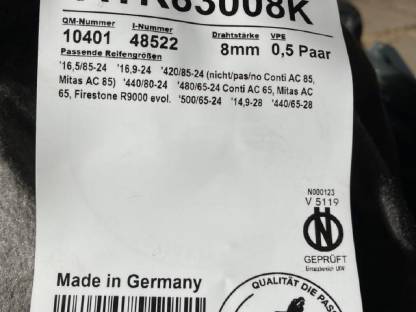 K83008K
QM-Nummer I-Nummer Drahtstärke VPE
10401 48522 8mm 0,5 Paar
Passende Reifengrößen
'16,5/85-24 '16,9-24 '420/85-24 (nicht/pas/no Conti AC 85,
Mitas AC 85) '440/80-24 '480/65-24 Conti AC 65, Mitas AC
65, Firestone R9000 evol. '500/65-24 '14,9-28 '440/65-28
N000123
V 5119
GEPRÜFT
Made in Germany
QUALITÄT DIE PASS